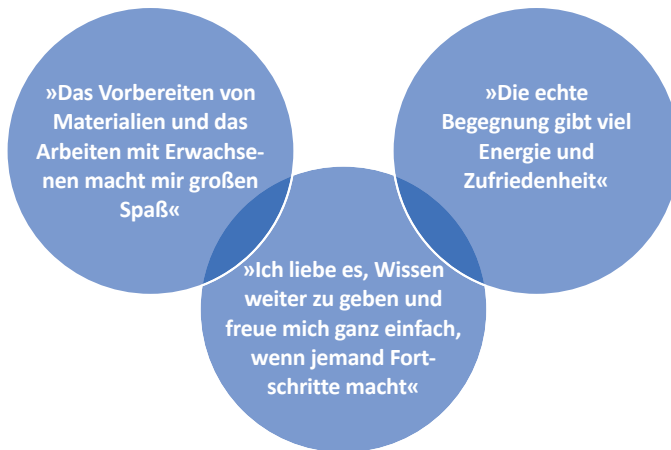 »Das Vorbereiten von
Materialien und das
Arbeiten mit Erwachse-
nen macht mir großen
Spaß«
»Die echte
Begegnung gibt viel
Energie und
Zufriedenheit«
»Ich liebe es, Wissen
weiter zu geben und
freue mich ganz einfach,
wenn jemand Fort-
schritte macht«